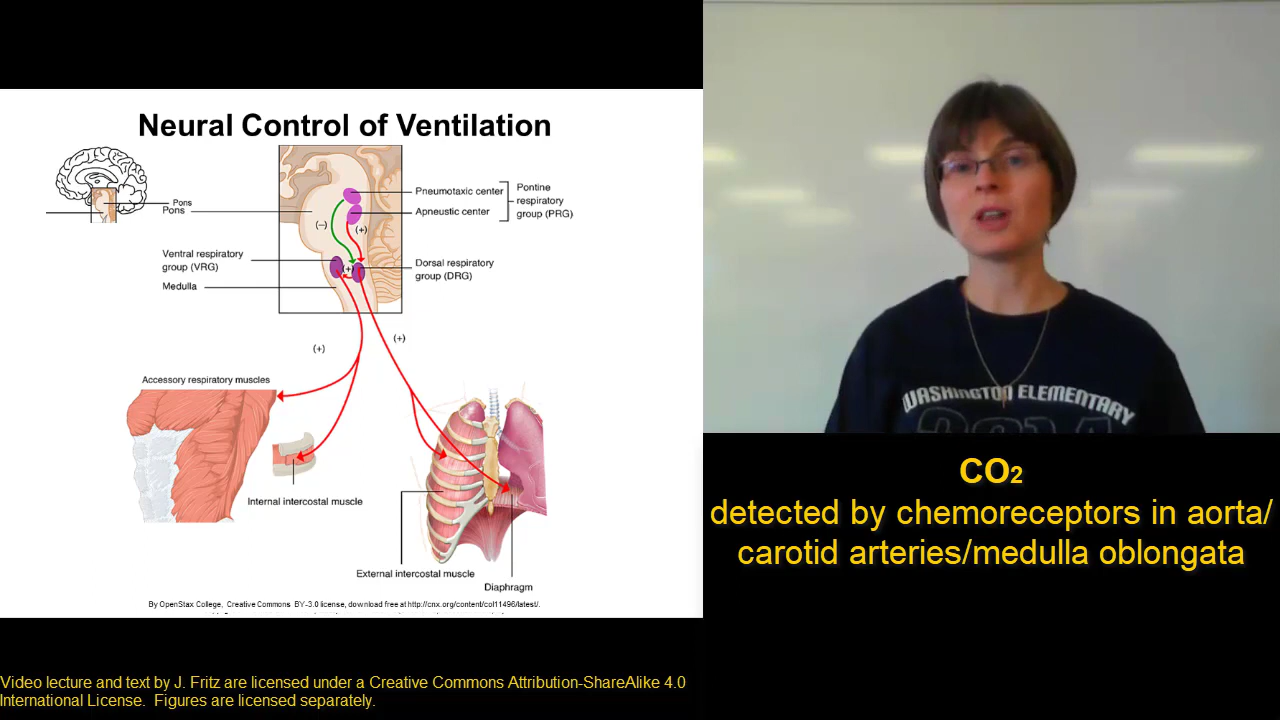 Neural Control of Ventilation
Pons
Pons
Pneumotaxic center
Apneustic center
Pontine
respiratory
group (PRG)
(–)
(+)
Ventral respiratory
group (VRG)
(+)
Dorsal respiratory
group (DRG)
Medulla
(+)
(+)
Accessory respiratory muscles
Internal intercostal muscle
External intercostal muscle
Diaphragm
By OpenStax College, Creative Commons BY-3.0 license, download free at http://cnx.org/content/col11496/latest/.
WASHINGTON ELEMENTARY
CO₂
detected by chemoreceptors in aorta/
carotid arteries/medulla oblongata
Video lecture and text by J. Fritz are licensed under a Creative Commons Attribution-ShareAlike 4.0
International License. Figures are licensed separately.